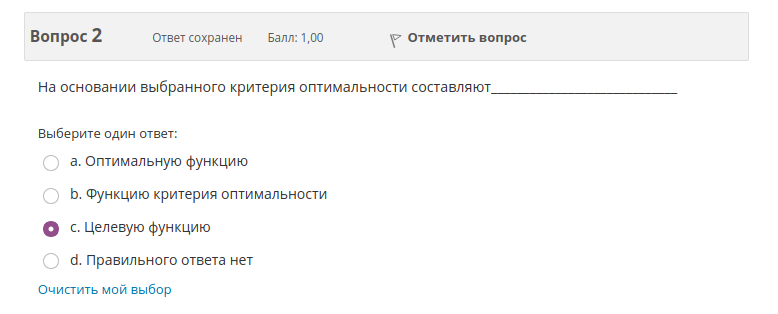 Вопрос 2 Ответ сохранен Балл: 1,00 Отметить вопрос
На основании выбранного критерия оптимальности составляют___________________________
Выберите один ответ:
a. Оптимальную функцию
b. Функцию критерия оптимальности
c. Целевую функцию
d. Правильного ответа нет
Очистить мой выбор